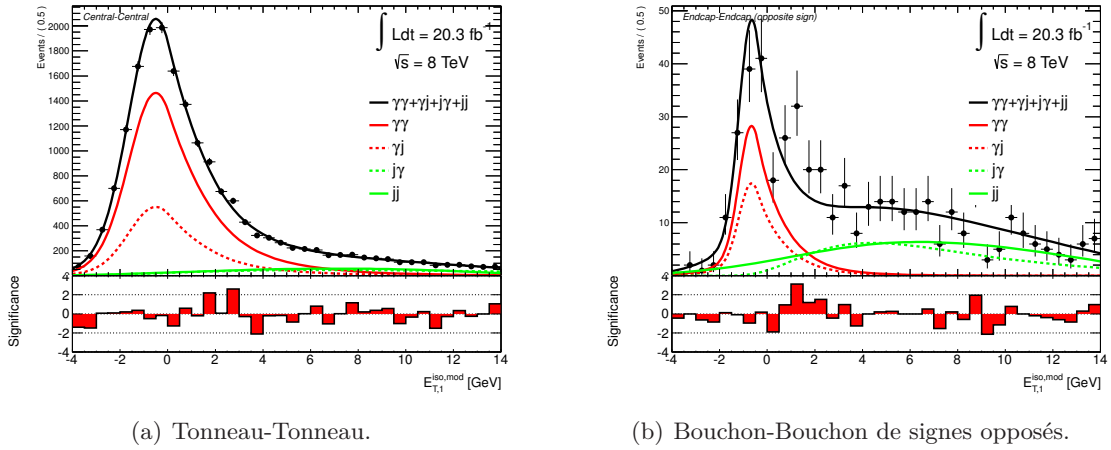 Central-Central
Events / ( 0.5 )
∫ Ldt = 20.3 fb⁻¹
√s = 8 TeV
γγ+γj+jγ+jj
γγ
γj
jγ
jj
2000
1800
1600
1400
1200
1000
800
600
400
200
Significance
4
2
0
-2
-4
-4 -2 0 2 4 6 8 10 12 14
E_{T,1}^{iso,mod} [GeV]
(a) Tonneau-Tonneau.
Endcap-Endcap (opposite sign)
Events / ( 0.5 )
∫ Ldt = 20.3 fb⁻¹
√s = 8 TeV
γγ+γj+jγ+jj
γγ
γj
jγ
jj
50
40
30
20
10
Significance
4
2
0
-2
-4
-4 -2 0 2 4 6 8 10 12 14
E_{T,1}^{iso,mod} [GeV]
(b) Bouchon-Bouchon de signes opposés.